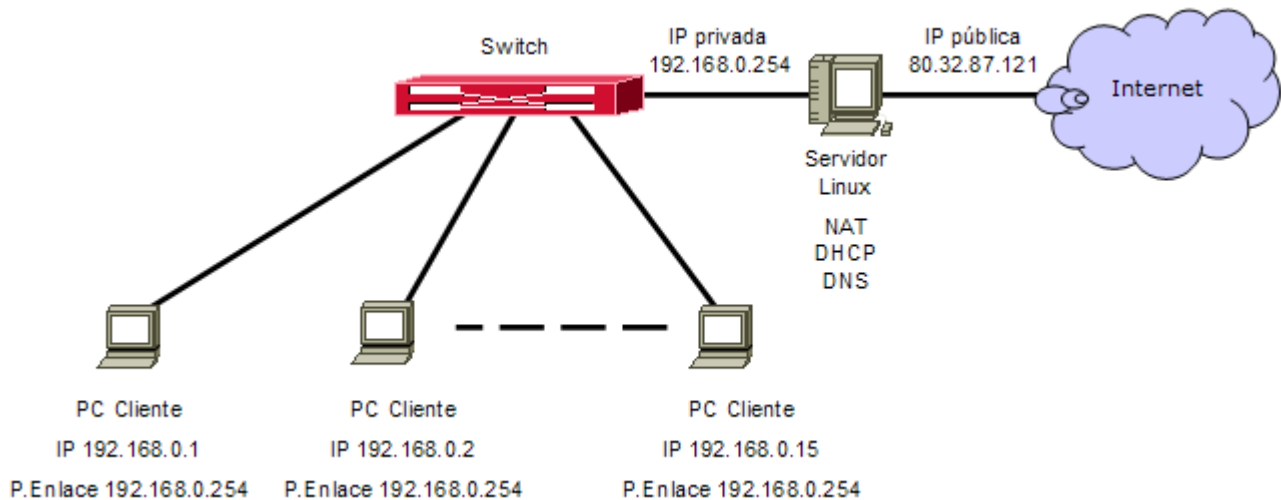 Switch
IP privada
192.168.0.254
IP pública
80.32.87.121
Internet
Servidor
Linux
NAT
DHCP
DNS
PC Cliente
IP 192.168.0.1
P.Enlace 192.168.0.254
PC Cliente
IP 192.168.0.2
P.Enlace 192.168.0.254
PC Cliente
IP 192.168.0.15
P.Enlace 192.168.0.254